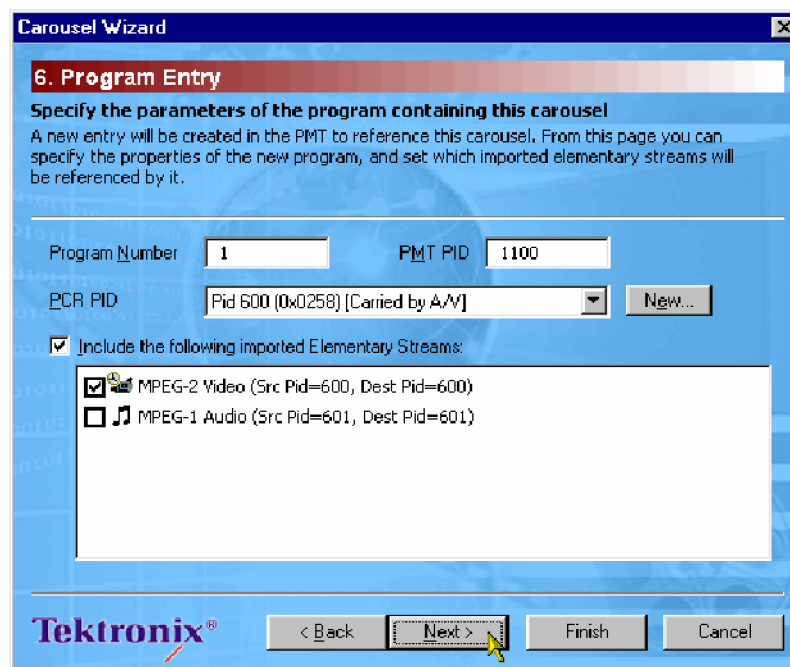 Carousel Wizard
6. Program Entry
Specify the parameters of the program containing this carousel
A new entry will be created in the PMT to reference this carousel. From this page you can
specify the properties of the new program, and set which imported elementary streams will
be referenced by it.
Program Number 1 PMT PID 1100
PCR PID Pid 600 (0x0258) [Carried by A/V] New...
Include the following imported Elementary Streams:
MPEG-2 Video (Src Pid=600, Dest Pid=600)
MPEG-1 Audio (Src Pid=601, Dest Pid=601)
Tektronix® < Back Next > Finish Cancel